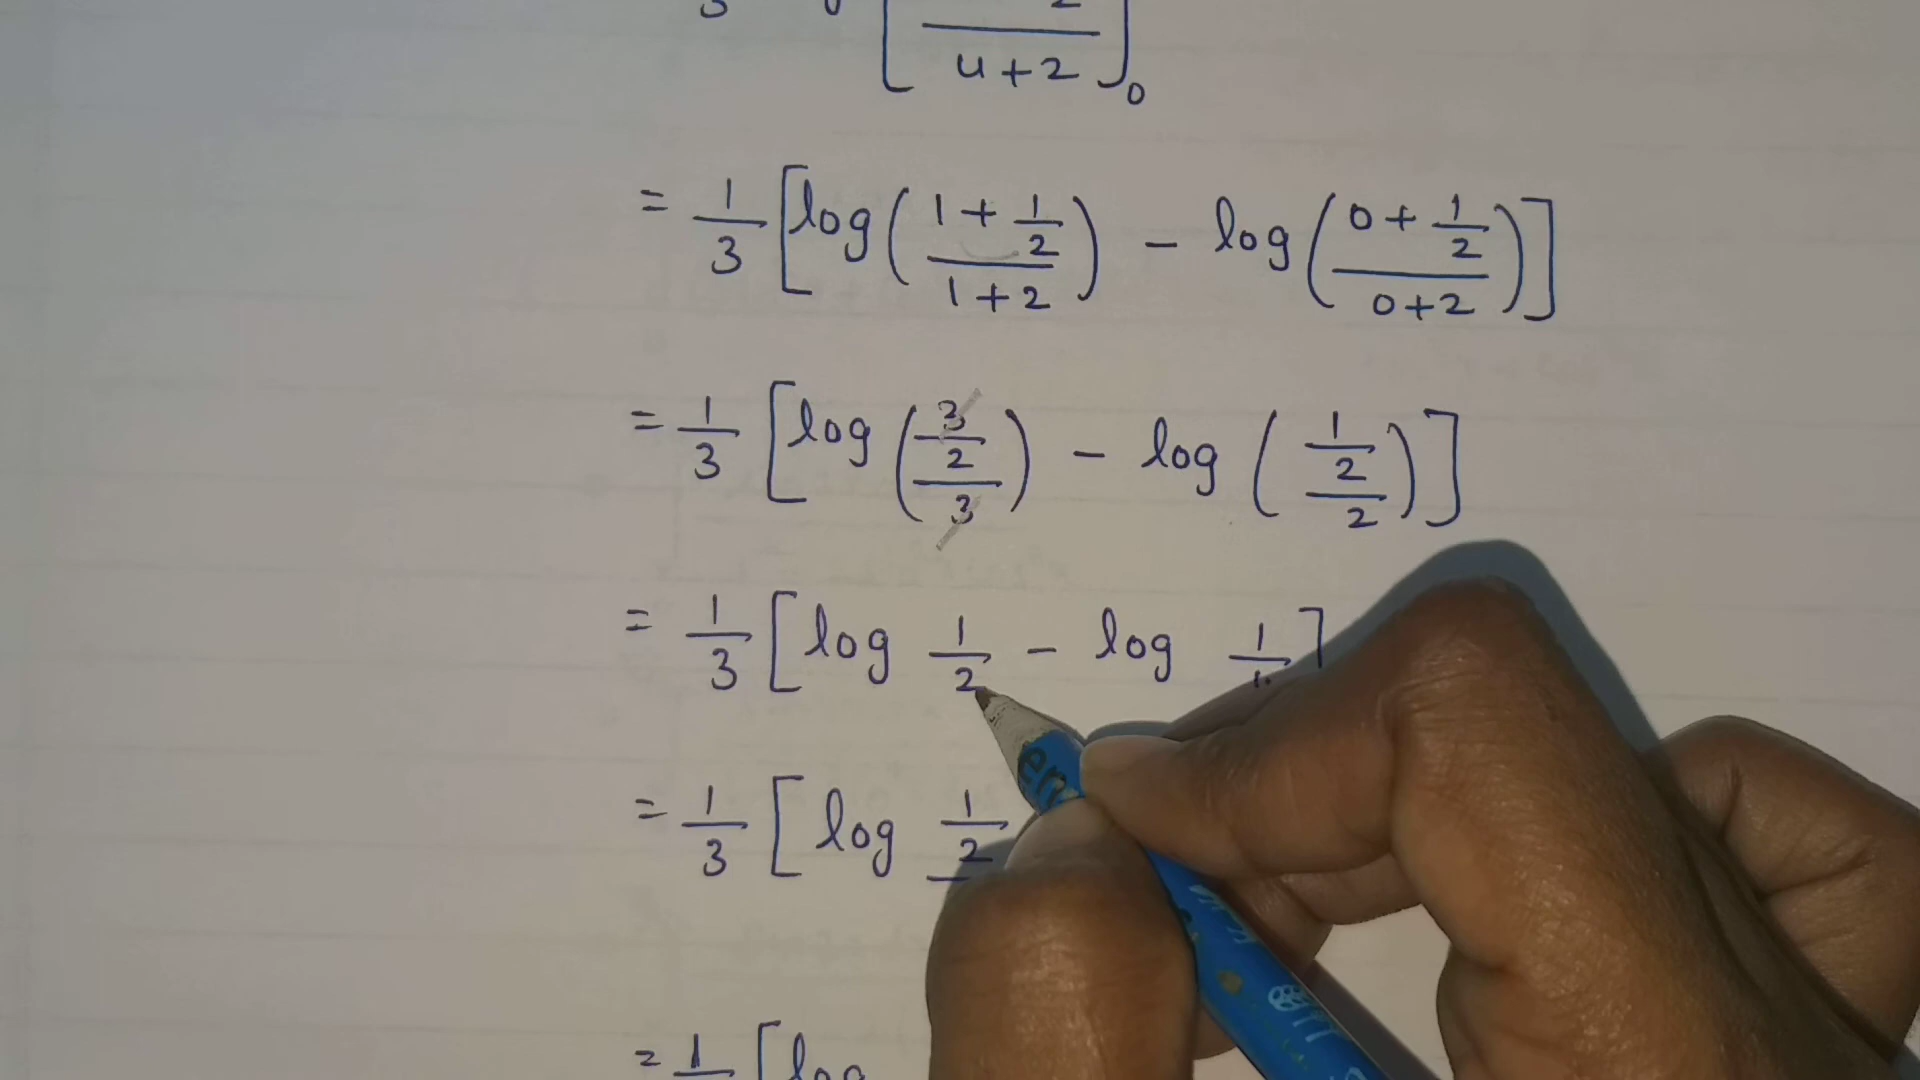 u+2 ]0
= 1/3 [log((1 + 1/2)/(1+2)) - log((0 + 1/2)/(0+2))]
= 1/3 [log((3/2)/3) - log((1/2)/2)]
= 1/3 [log 1/2 - log 1/
= 1/3 [log 1/2
= 1 [log